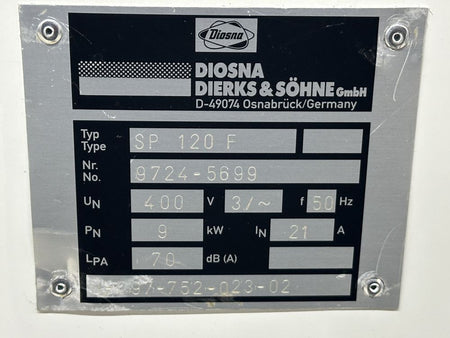 Diosna
DIOSNA
DIERKS & SÖHNE GmbH
D-49074 Osnabrück/Germany
Typ
Type SP 120 F
Nr.
No. 9724-5699
UN 400 V 3/~ f 50 Hz
PN 9 kW IN 21 A
LPA 70 dB (A)
97-752-023-02